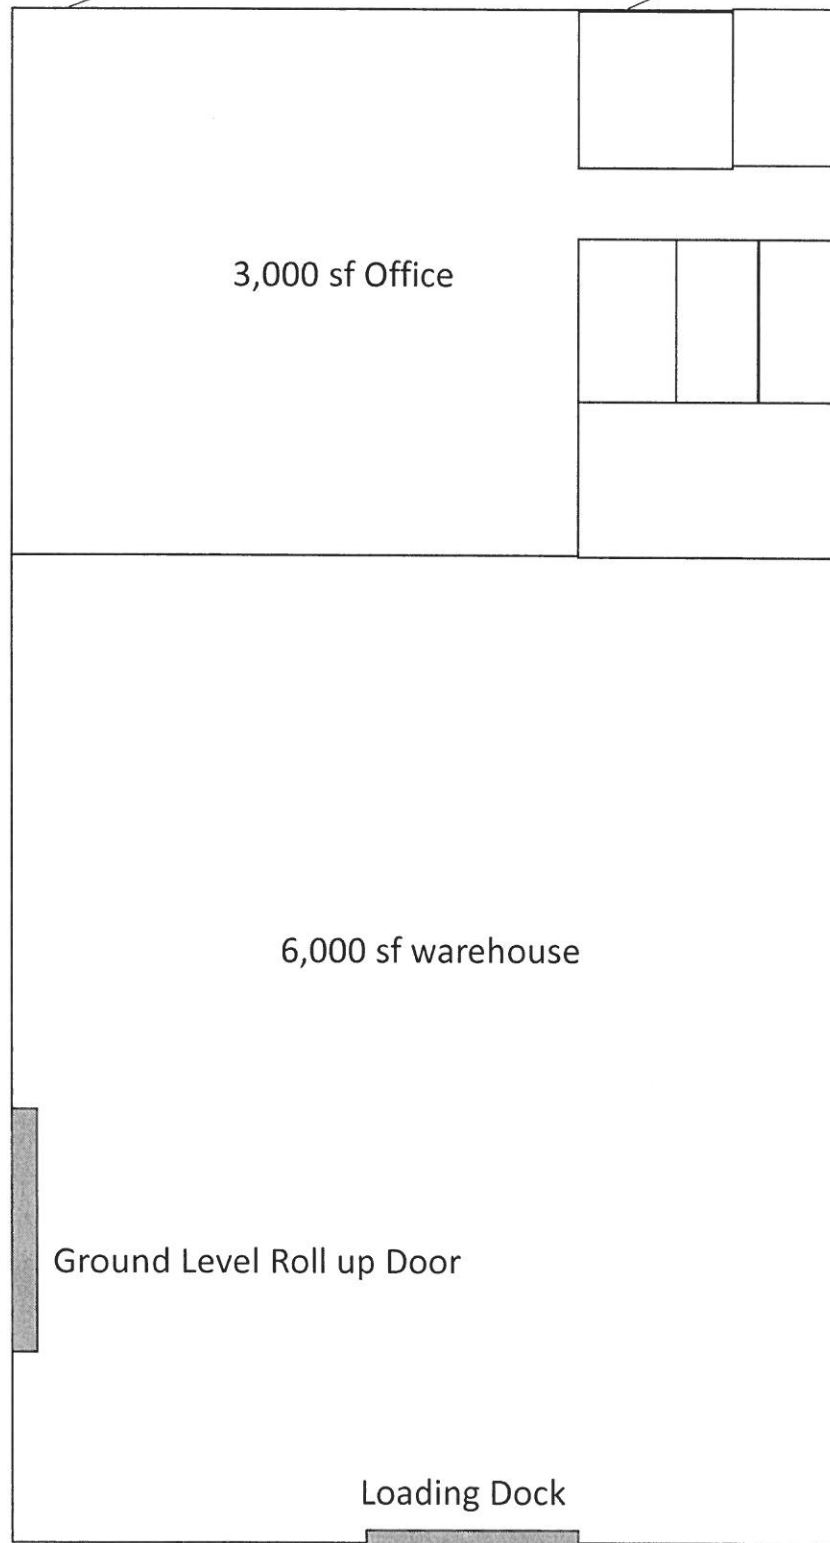 3,000 sf Office
6,000 sf warehouse
Ground Level Roll up Door
Loading Dock